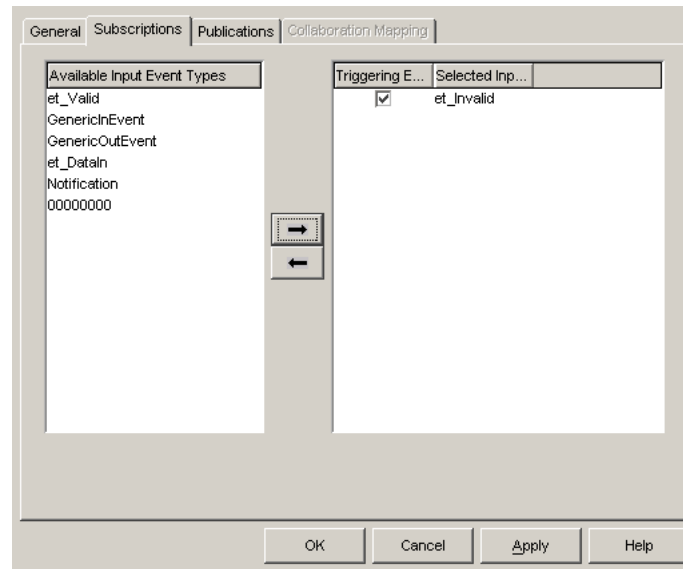 General Subscriptions Publications Collaboration Mapping
Available Input Event Types
et_Valid
GenericInEvent
GenericOutEvent
et_DataIn
Notification
00000000
Triggering E... Selected Inp...
et_Invalid
OK Cancel Apply Help